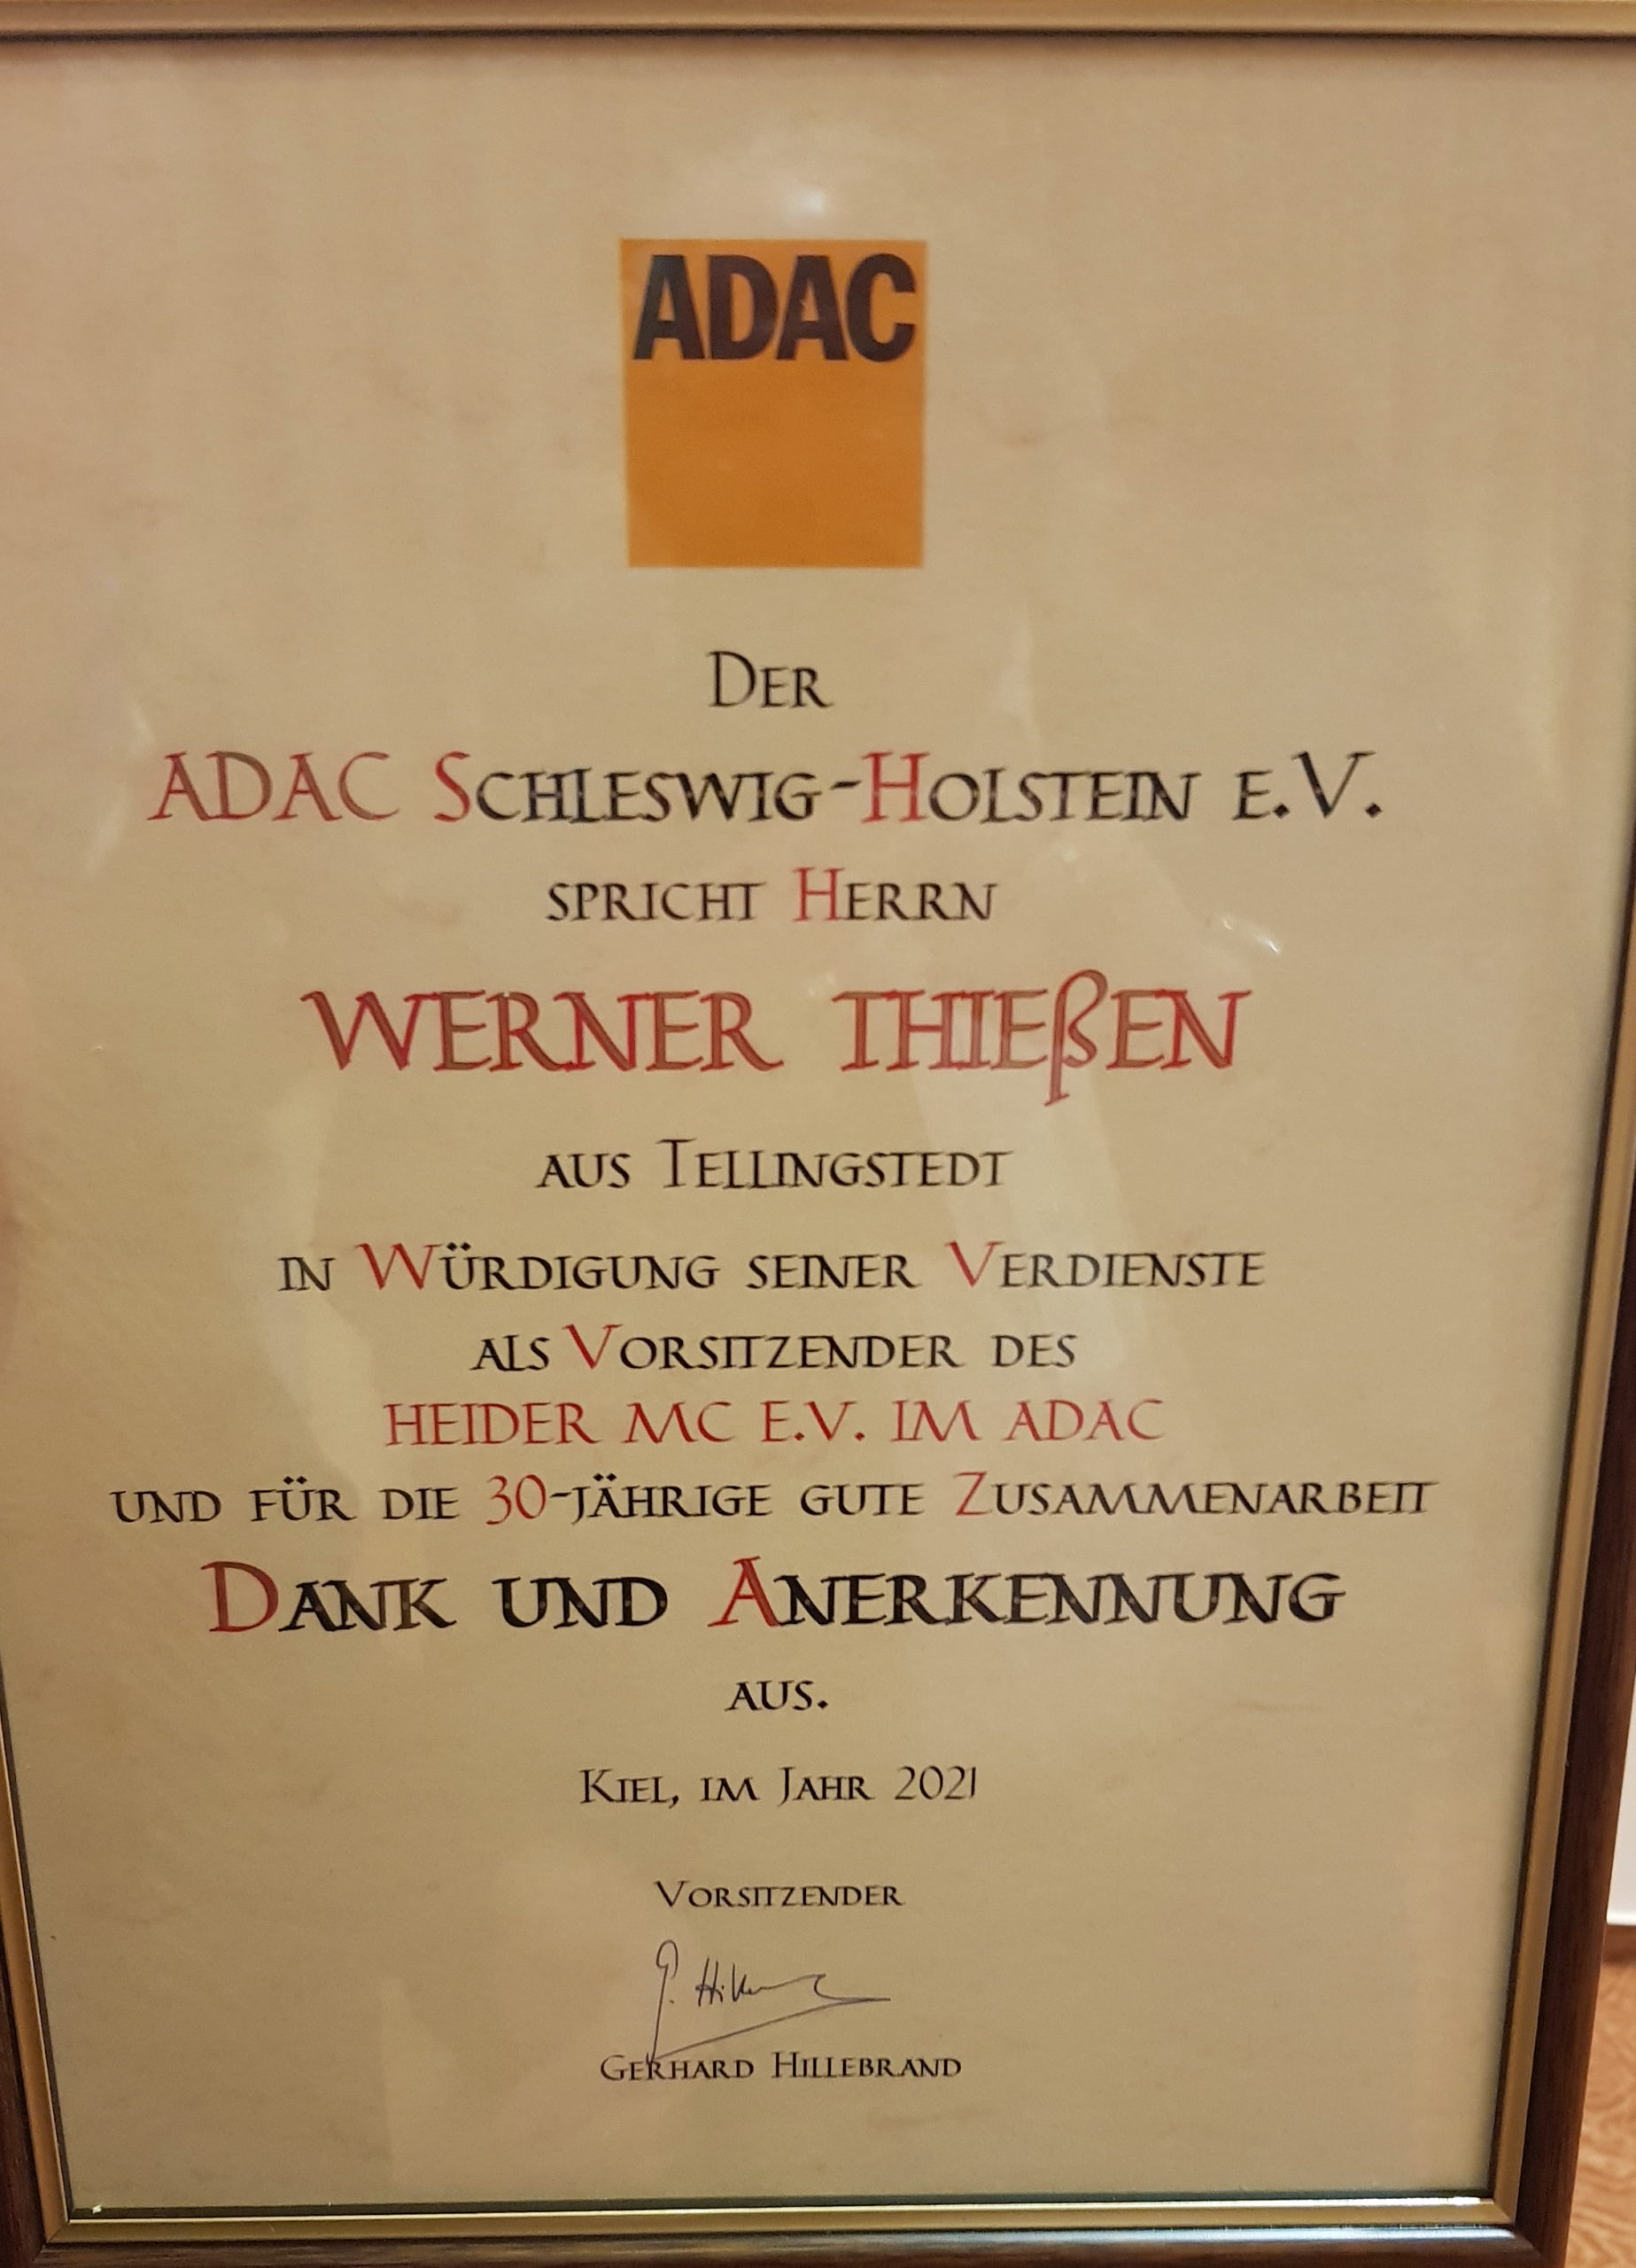 ADAC
Der
ADAC Schleswig-Holstein e.V.
spricht Herrn
WERNER THIEßEN
aus Tellingstedt
in Würdigung seiner Verdienste
als Vorsitzender des
HEIDER MC E.V. IM ADAC
und für die 30-jährige gute Zusammenarbeit
Dank und Anerkennung
aus.
Kiel, im Jahr 2021
Vorsitzender
Gerhard Hillebrand